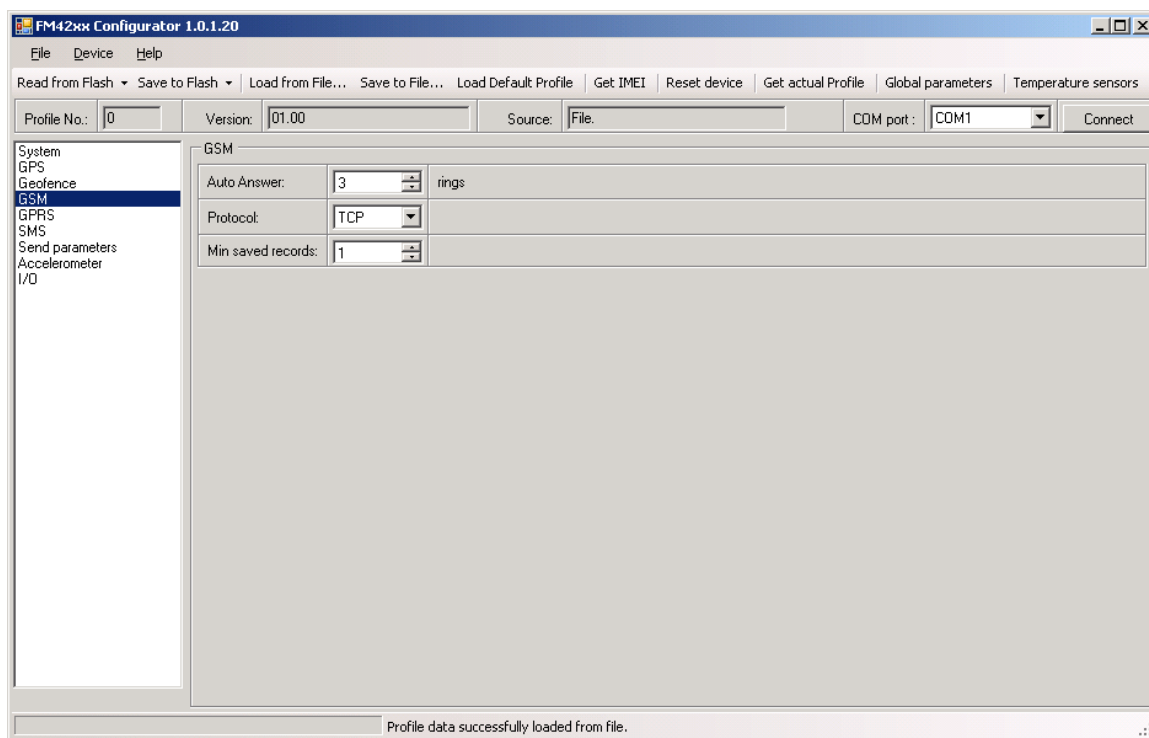 FM42xx Configurator 1.0.1.20
File Device Help
Read from Flash Save to Flash Load from File... Save to File... Load Default Profile Get IMEI Reset device Get actual Profile Global parameters Temperature sensors
Profile No.: 0 Version: 01.00 Source: File. COM port : COM1 Connect
System
GPS
Geofence
GSM
GPRS
SMS
Send parameters
Accelerometer
I/O
GSM
Auto Answer: 3 rings
Protocol: TCP
Min saved records: 1
Profile data successfully loaded from file.